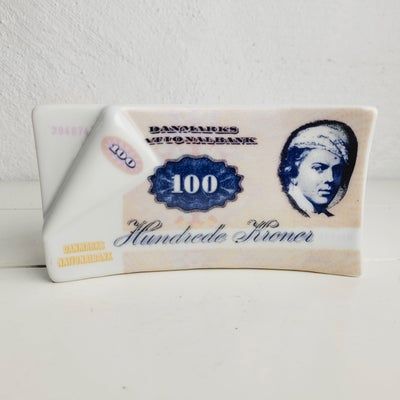 DANMARKS
NATIONALBANK
100
100
Hundrede Kroner
DANMARKS
NATIONALBANK